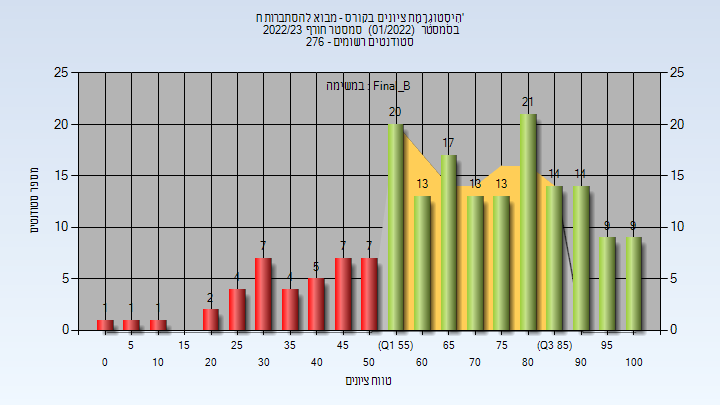 היסטוגרמת ציונים בקורס - מבוא להסתברות ח'
בסמסטר (01/2022) סמסטר חורף 2022/23
276 - סטודנטים רשומים
במשימה : Final_B
מספר סטודנטים
25 25
20 20
15 15
10 10
5 5
0 0
1 1 1 2 4 7 4 5 7 7 20 13 17 13 13 21 14 14 9 9
5 15 25 35 45 (Q1 55) 65 75 (Q3 85) 95
0 10 20 30 40 50 60 70 80 90 100
טווח ציונים